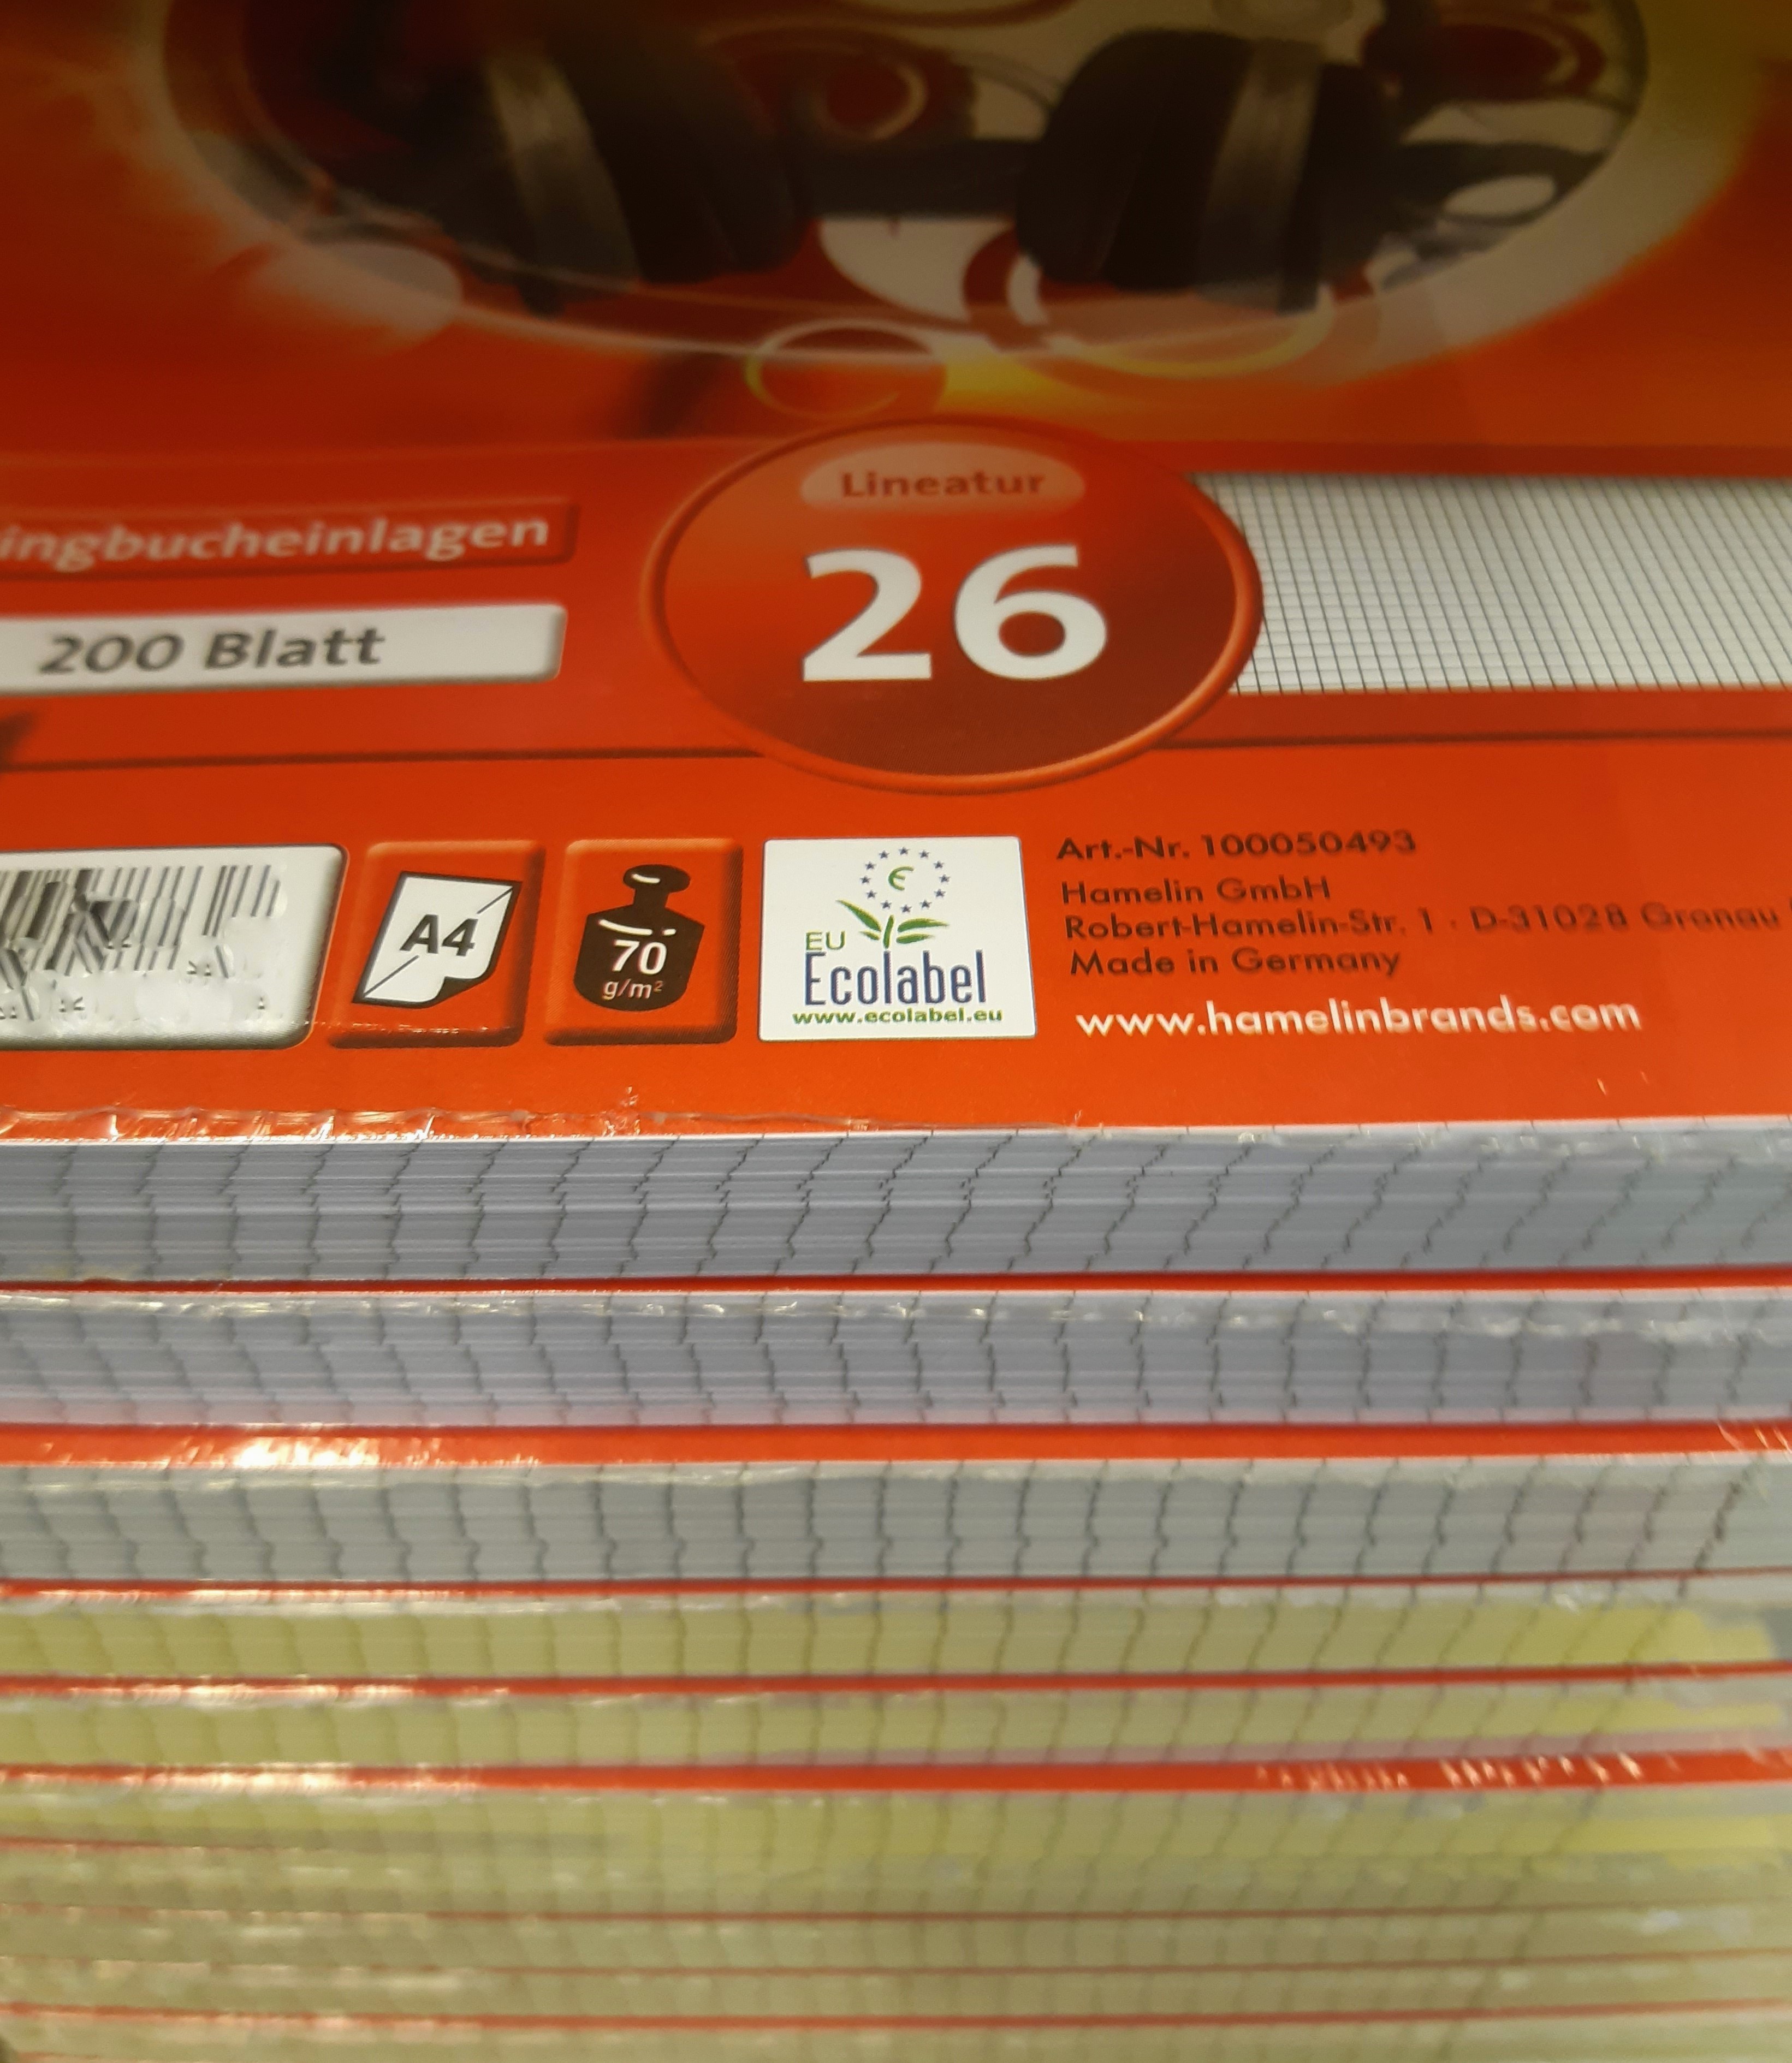 Lineatur
26
ingbucheinlagen
200 Blatt
A4
70
g/m²
EU
Ecolabel
www.ecolabel.eu
Art.-Nr. 100050493
Hamelin GmbH
Robert-Hamelin-Str. 1 · D-31028 Gronau
Made in Germany
www.hamelinbrands.com